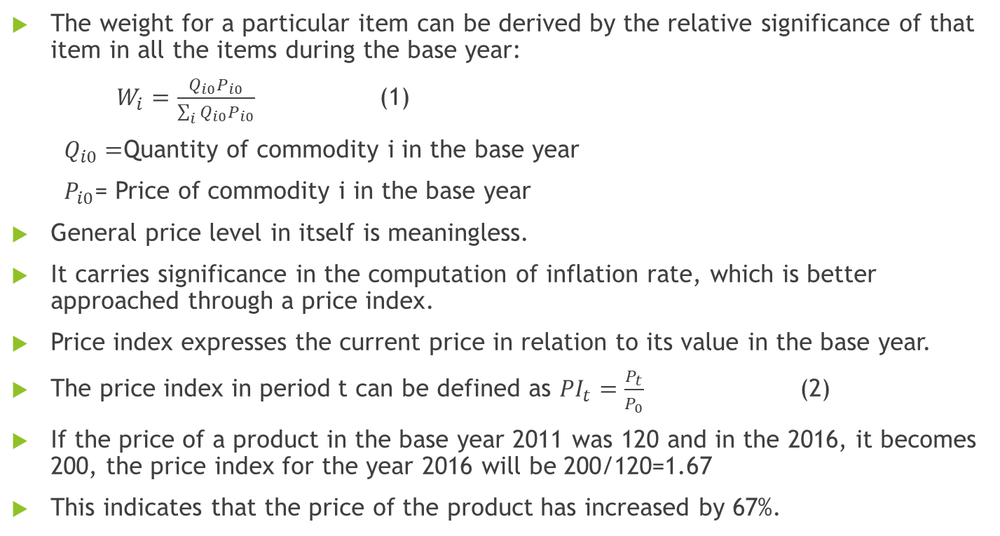 ▶ The weight for a particular item can be derived by the relative significance of that
item in all the items during the base year:
W_i = \frac{Q_{i0}P_{i0}}{\sum_i Q_{i0}P_{i0}} (1)
Q_{i0} =Quantity of commodity i in the base year
P_{i0}= Price of commodity i in the base year
▶ General price level in itself is meaningless.
▶ It carries significance in the computation of inflation rate, which is better
approached through a price index.
▶ Price index expresses the current price in relation to its value in the base year.
▶ The price index in period t can be defined as PI_t = \frac{P_t}{P_0} (2)
▶ If the price of a product in the base year 2011 was 120 and in the 2016, it becomes
200, the price index for the year 2016 will be 200/120=1.67
▶ This indicates that the price of the product has increased by 67%.